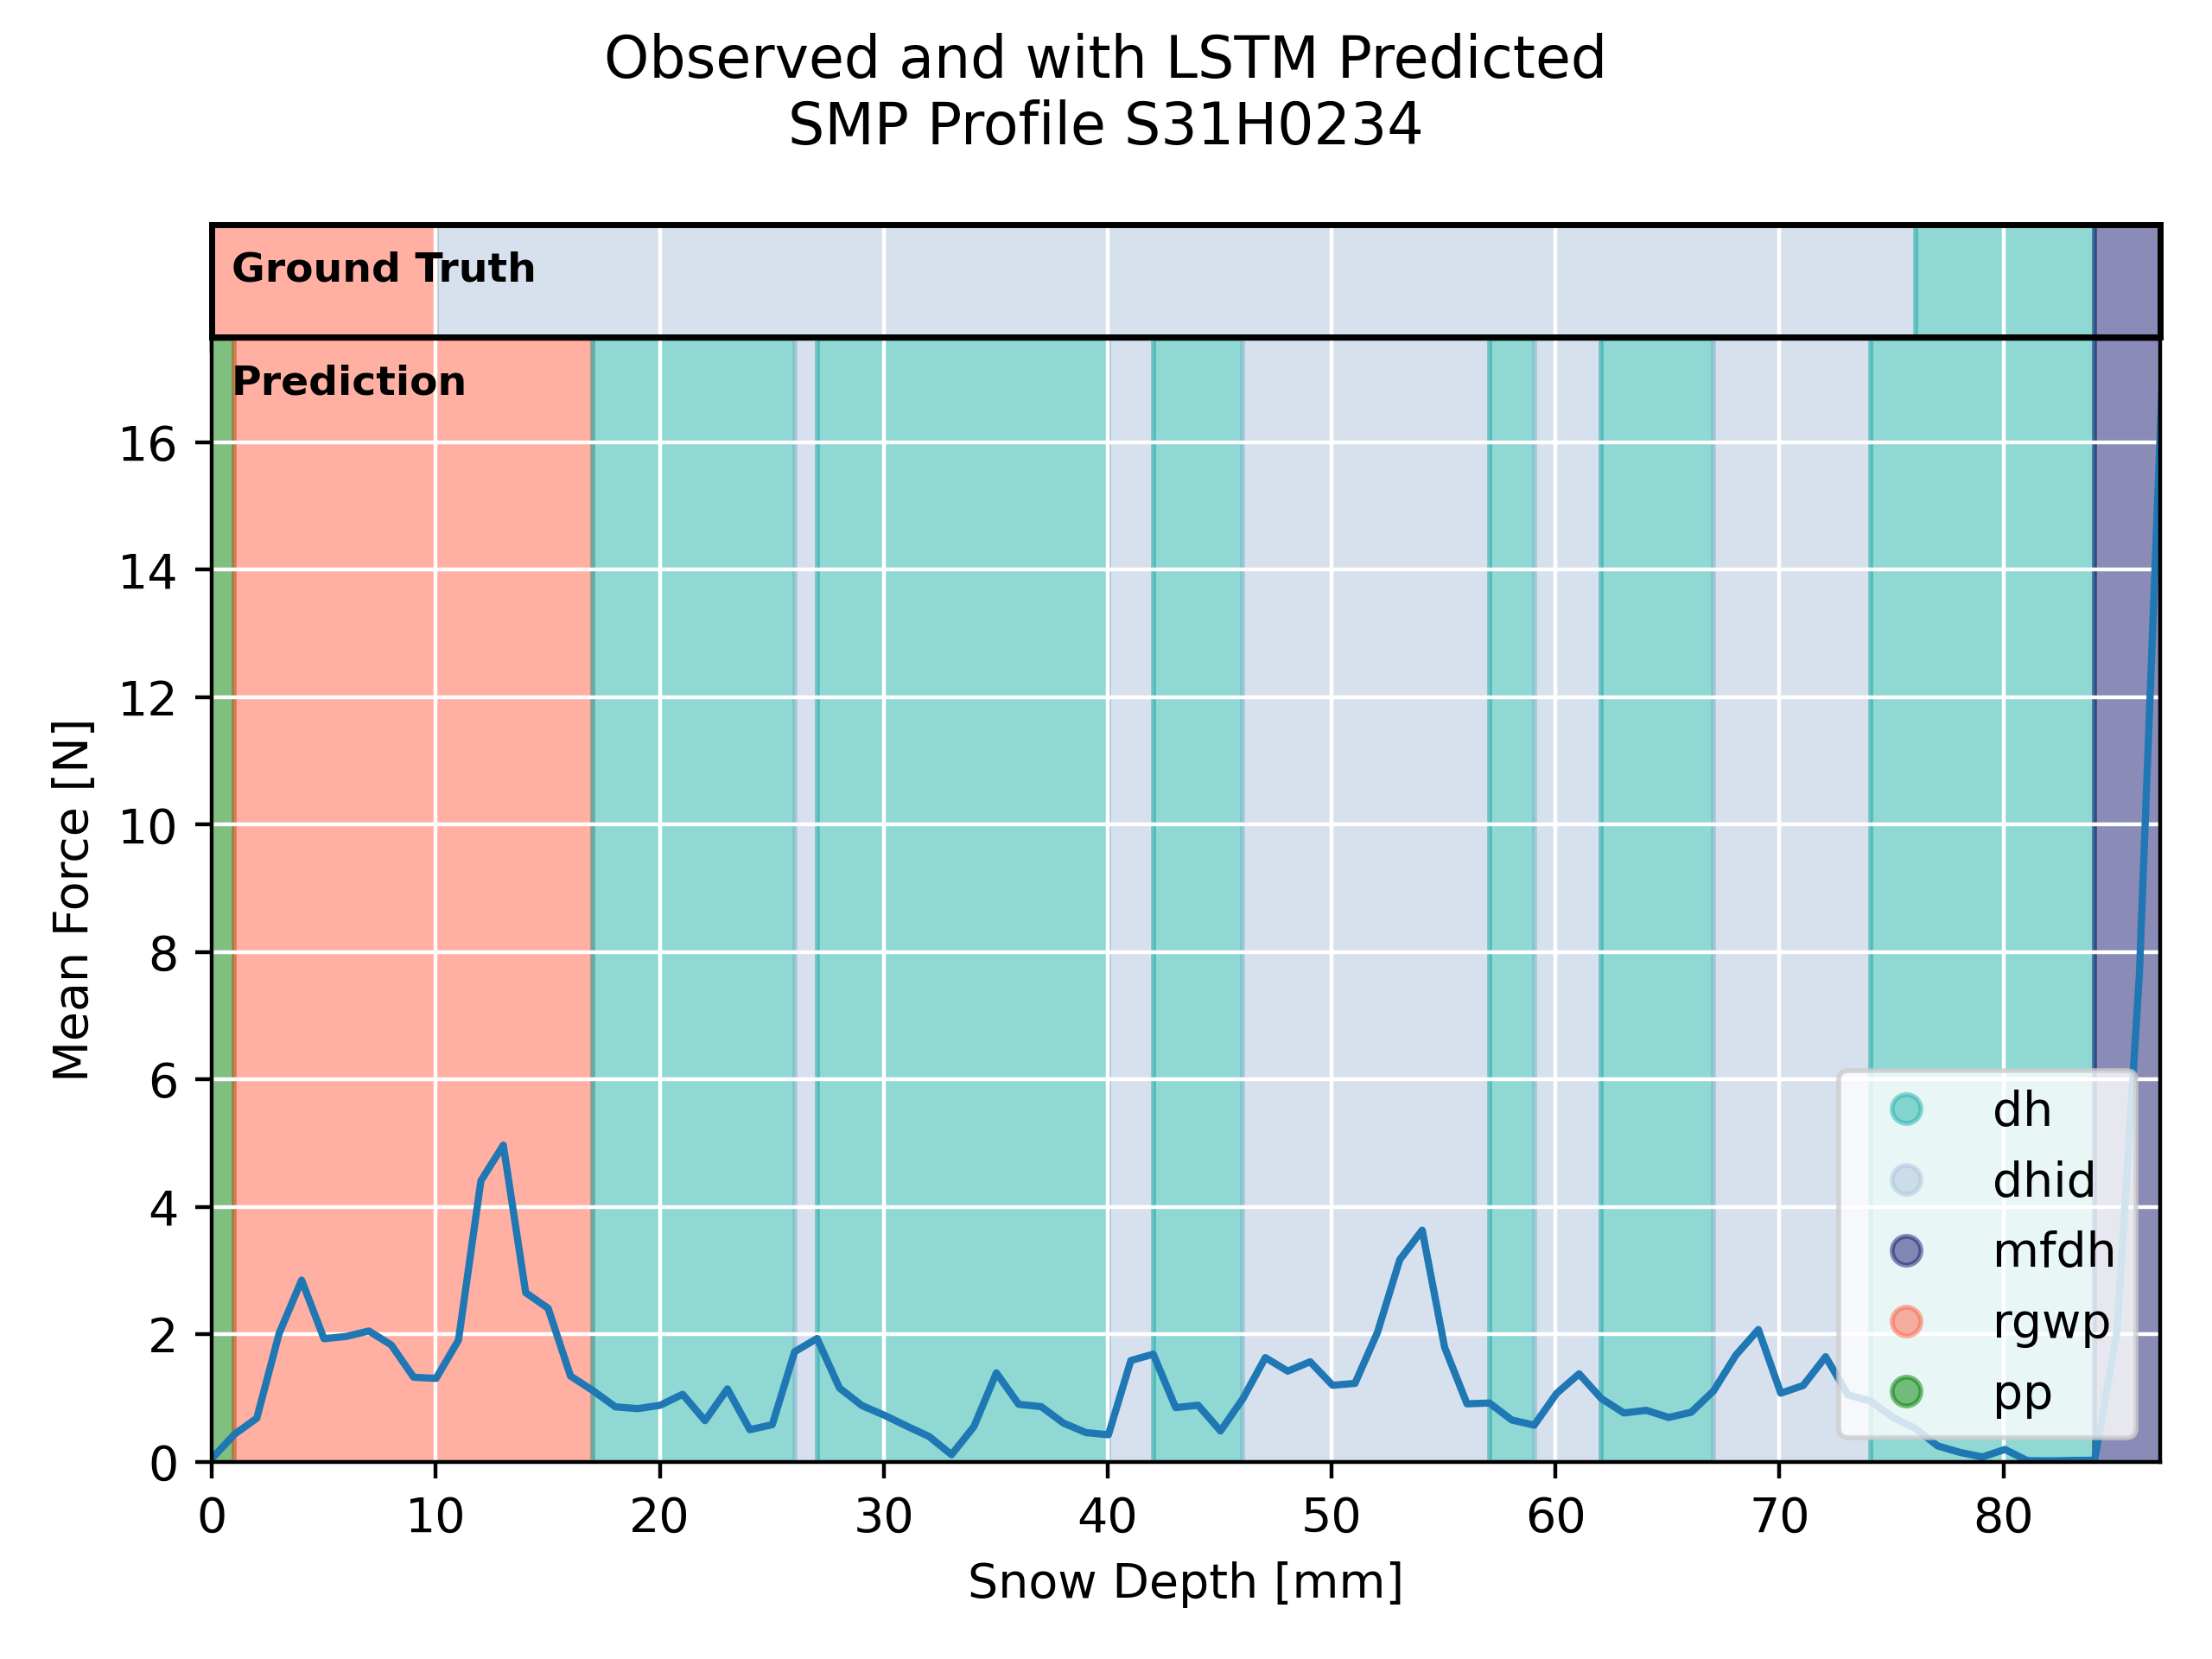 Observed and with LSTM Predicted
SMP Profile S31H0234
Ground Truth
Prediction
Mean Force [N]
16
14
12
10
8
6
4
2
0
0 10 20 30 40 50 60 70 80
Snow Depth [mm]
dh
dhid
mfdh
rgwp
pp